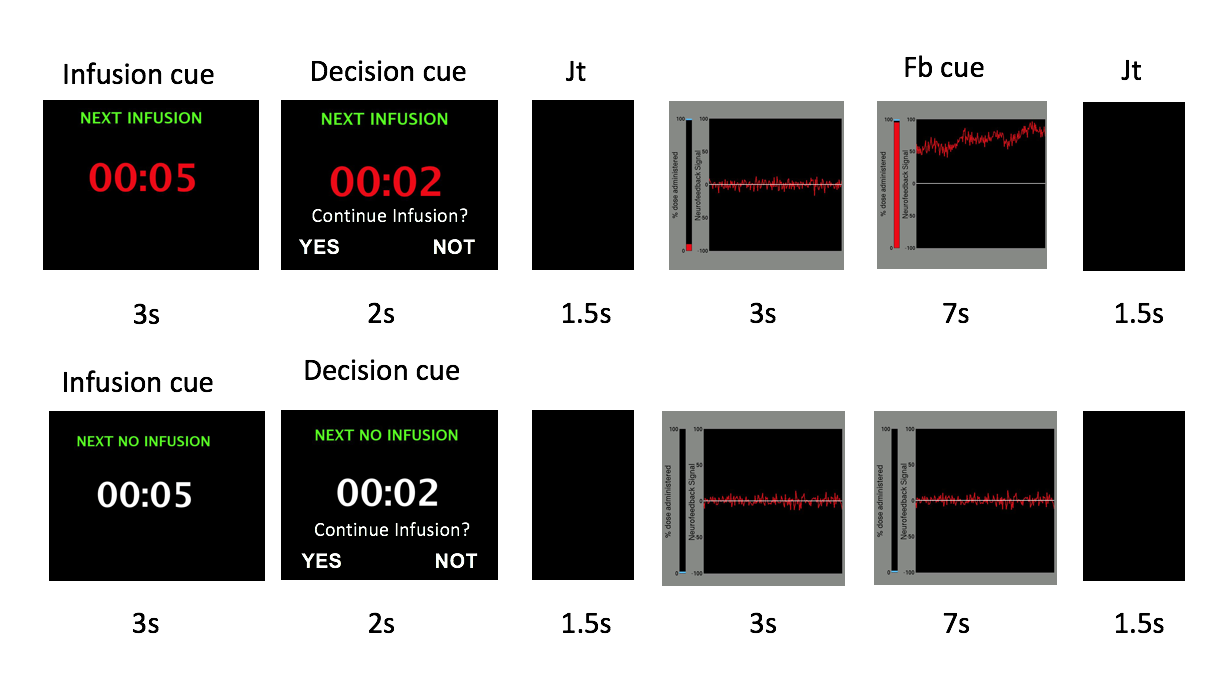 Infusion cue
Decision cue
Jt
Fb cue
Jt
NEXT INFUSION
00:05
NEXT INFUSION
00:02
Continue Infusion?
YES NOT
% dose administered
100
0
Neurofeedback Signal
100
50
0
50
-100
% dose administered
100
0
Neurofeedback Signal
100
50
0
50
-100
3s
2s
1.5s
3s
7s
1.5s
Infusion cue
Decision cue
NEXT NO INFUSION
00:05
NEXT NO INFUSION
00:02
Continue Infusion?
YES NOT
% dose administered
100
0
Neurofeedback Signal
100
50
0
50
-100
% dose administered
100
0
Neurofeedback Signal
100
50
0
50
-100
3s
2s
1.5s
3s
7s
1.5s